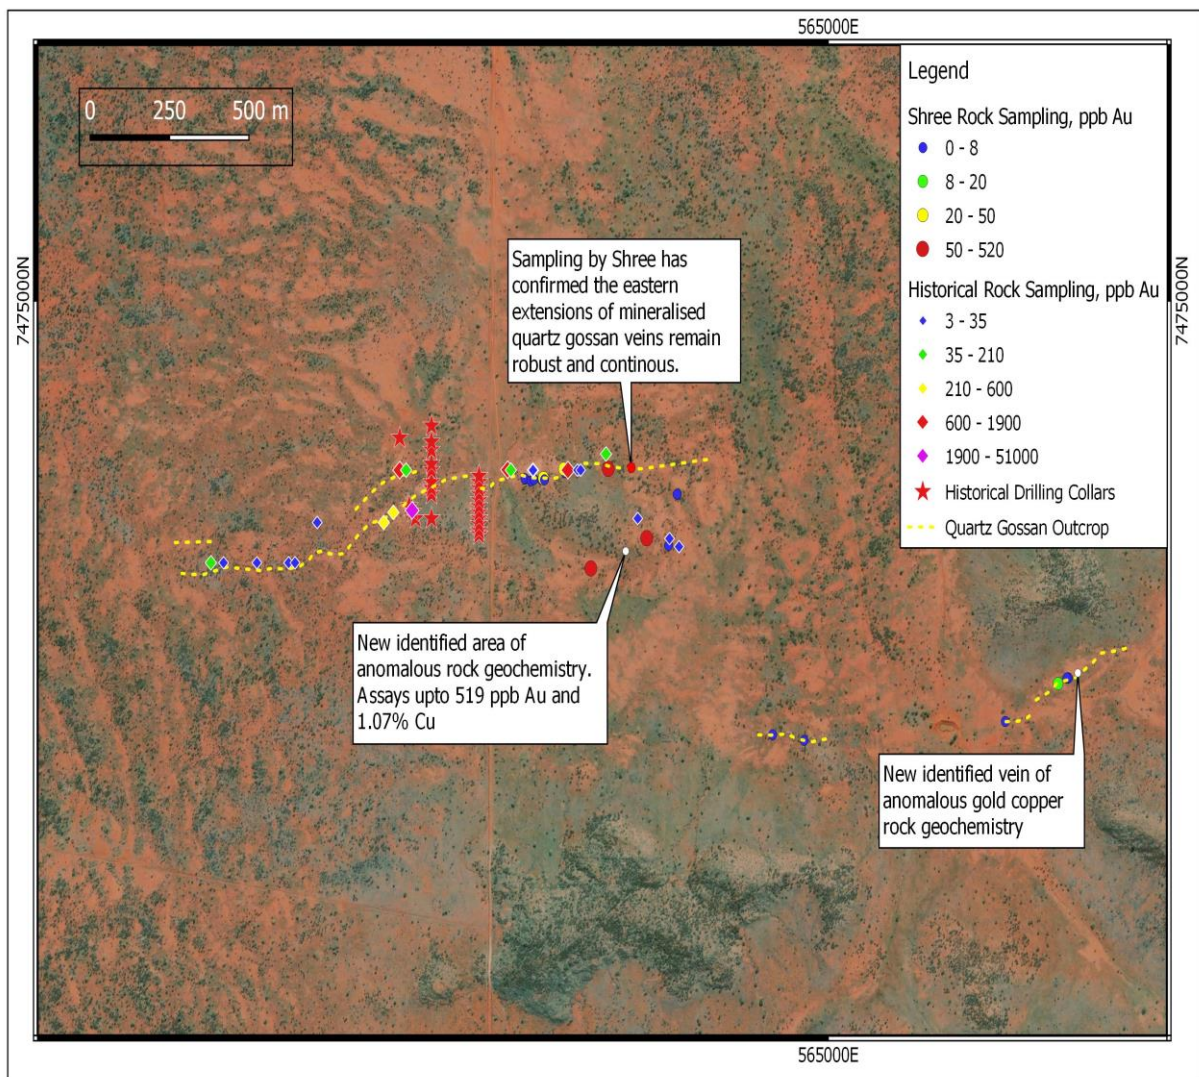 565000E
0 250 500 m
Legend
Shree Rock Sampling, ppb Au
0 - 8
8 - 20
20 - 50
50 - 520
Historical Rock Sampling, ppb Au
3 - 35
35 - 210
210 - 600
600 - 1900
1900 - 51000
Historical Drilling Collars
Quartz Gossan Outcrop
7475000N
7475000N
Sampling by Shree has
confirmed the eastern
extensions of mineralised
quartz gossan veins remain
robust and continous.
New identified area of
anomalous rock geochemistry.
Assays upto 519 ppb Au and
1.07% Cu
New identified vein of
anomalous gold copper
rock geochemistry
565000E